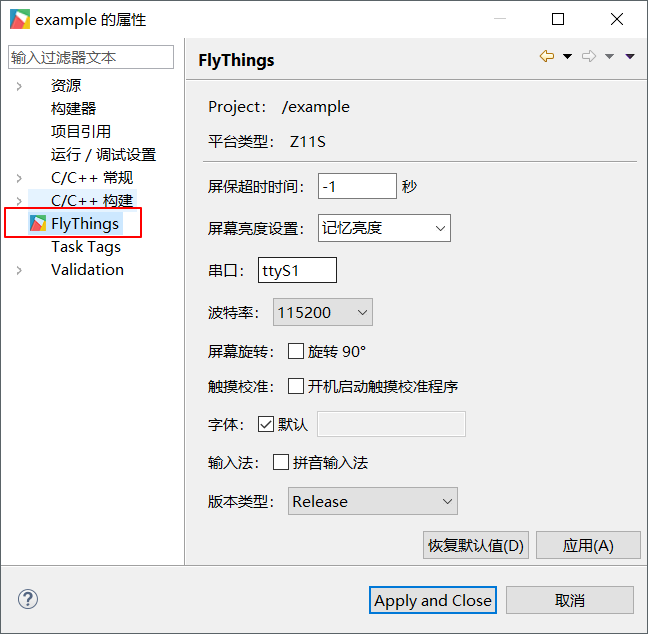 example 的属性
输入过滤器文本
资源
构建器
项目引用
运行 / 调试设置
C/C++ 常规
C/C++ 构建
FlyThings
Task Tags
Validation
FlyThings
Project: /example
平台类型: Z11S
屏保超时时间: -1 秒
屏幕亮度设置: 记忆亮度
串口: ttyS1
波特率: 115200
屏幕旋转: 旋转 90°
触摸校准: 开机启动触摸校准程序
字体: 默认
输入法: 拼音输入法
版本类型: Release
恢复默认值(D) 应用(A)
? Apply and Close 取消